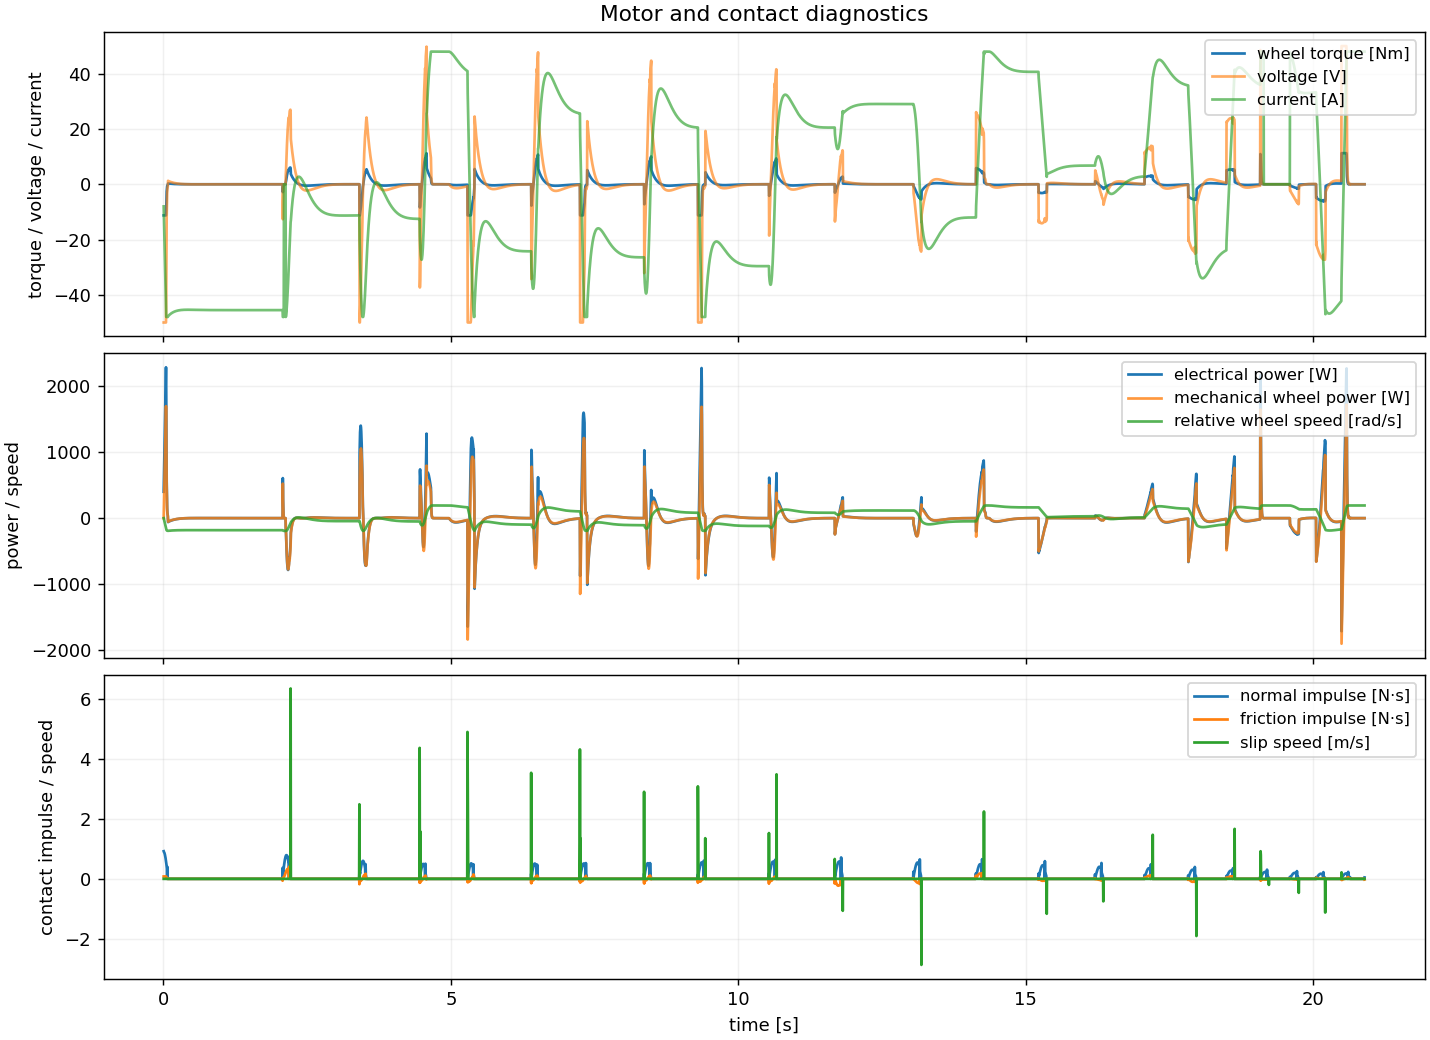 Motor and contact diagnostics
torque / voltage / current
40
20
0
−20
−40
wheel torque [Nm]
voltage [V]
current [A]
power / speed
2000
1000
0
−1000
−2000
electrical power [W]
mechanical wheel power [W]
relative wheel speed [rad/s]
contact impulse / speed
6
4
2
0
−2
normal impulse [N·s]
friction impulse [N·s]
slip speed [m/s]
0 5 10 15 20
time [s]